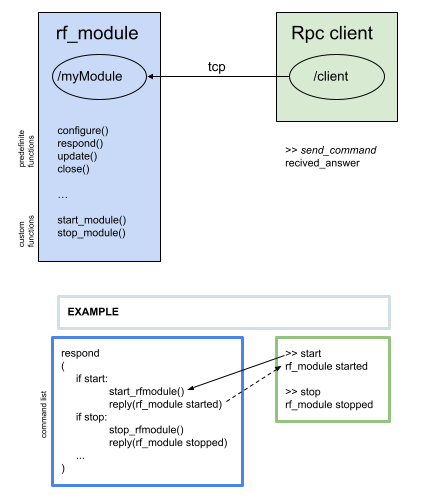 rf_module
/myModule
predefinite
functions
configure()
respond()
update()
close()
...
custom
functions
start_module()
stop_module()
tcp
Rpc client
/client
>> send_command
recived_answer
EXAMPLE
command list
respond
(
if start:
start_rfmodule()
reply(rf_module started)
if stop:
stop_rfmodule()
reply(rf_module stopped)
...
)
>> start
rf_module started
>> stop
rf_module stopped